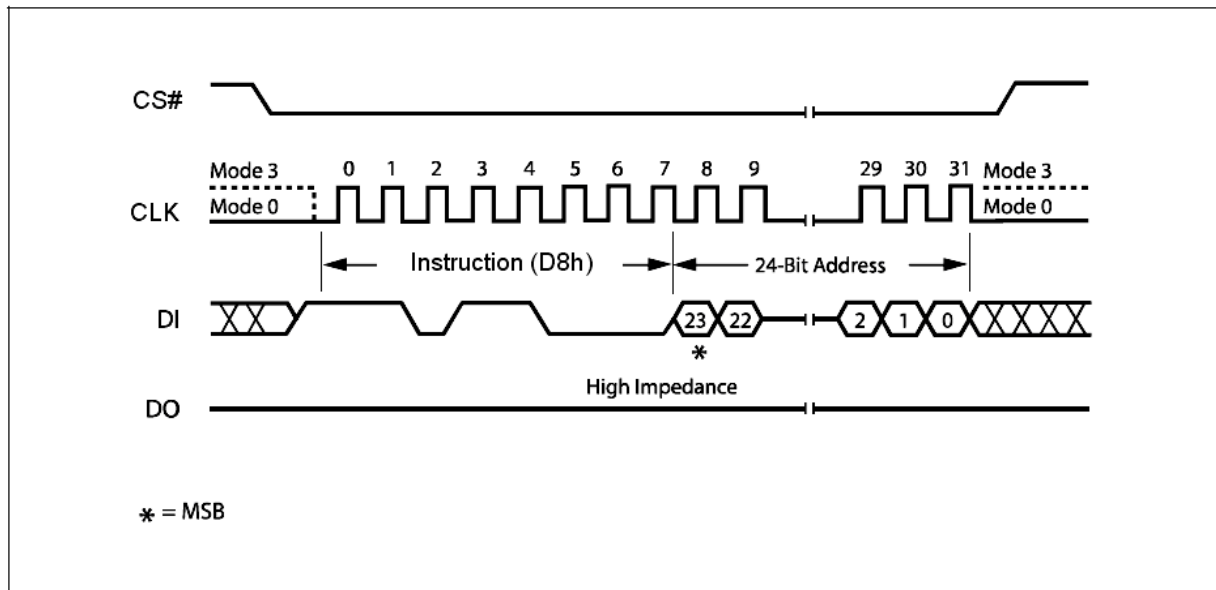 CS#
Mode 3 0 1 2 3 4 5 6 7 8 9 29 30 31 Mode 3
CLK Mode 0 Mode 0
Instruction (D8h) 24-Bit Address
DI 23 22 2 1 0
*
High Impedance
DO
* = MSB